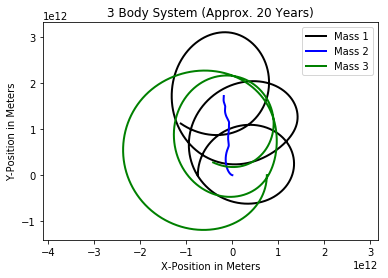 3 Body System (Approx. 20 Years)
1e12
Mass 1
Mass 2
Mass 3
Y-Position in Meters
3
2
1
0
−1
−4 −3 −2 −1 0 1 2 3
X-Position in Meters
1e12